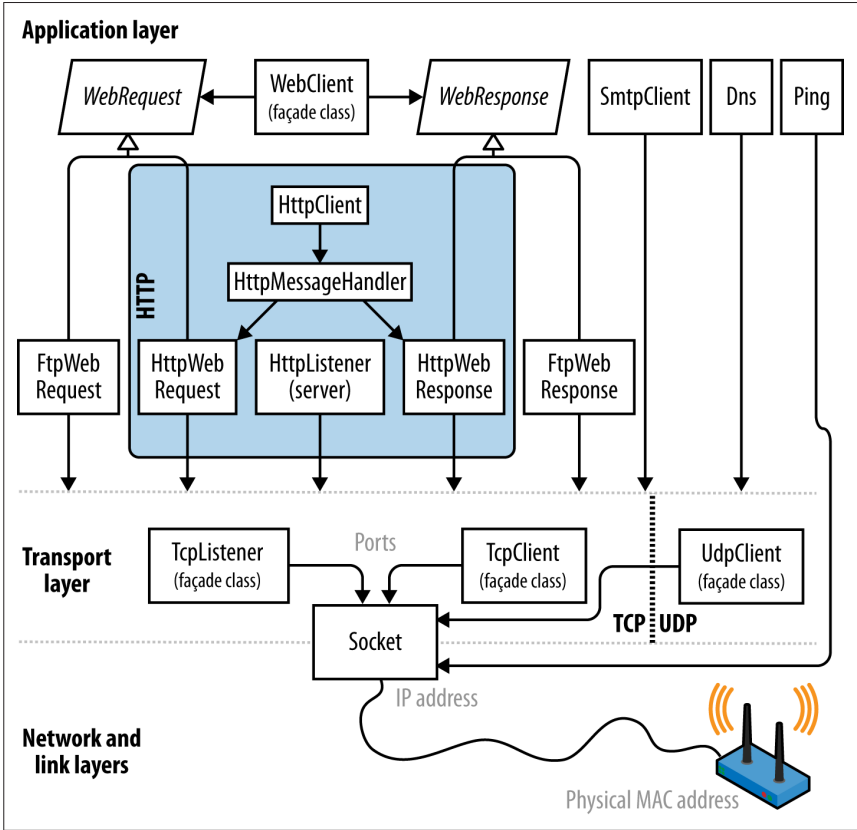 Application layer
WebRequest
WebClient
(façade class)
WebResponse
SmtpClient
Dns
Ping
HTTP
HttpClient
HttpMessageHandler
FtpWeb
Request
HttpWeb
Request
HttpListener
(server)
HttpWeb
Response
FtpWeb
Response
Transport
layer
TcpListener
(façade class)
Ports
TcpClient
(façade class)
UdpClient
(façade class)
TCP
UDP
Socket
IP address
Network and
link layers
Physical MAC address